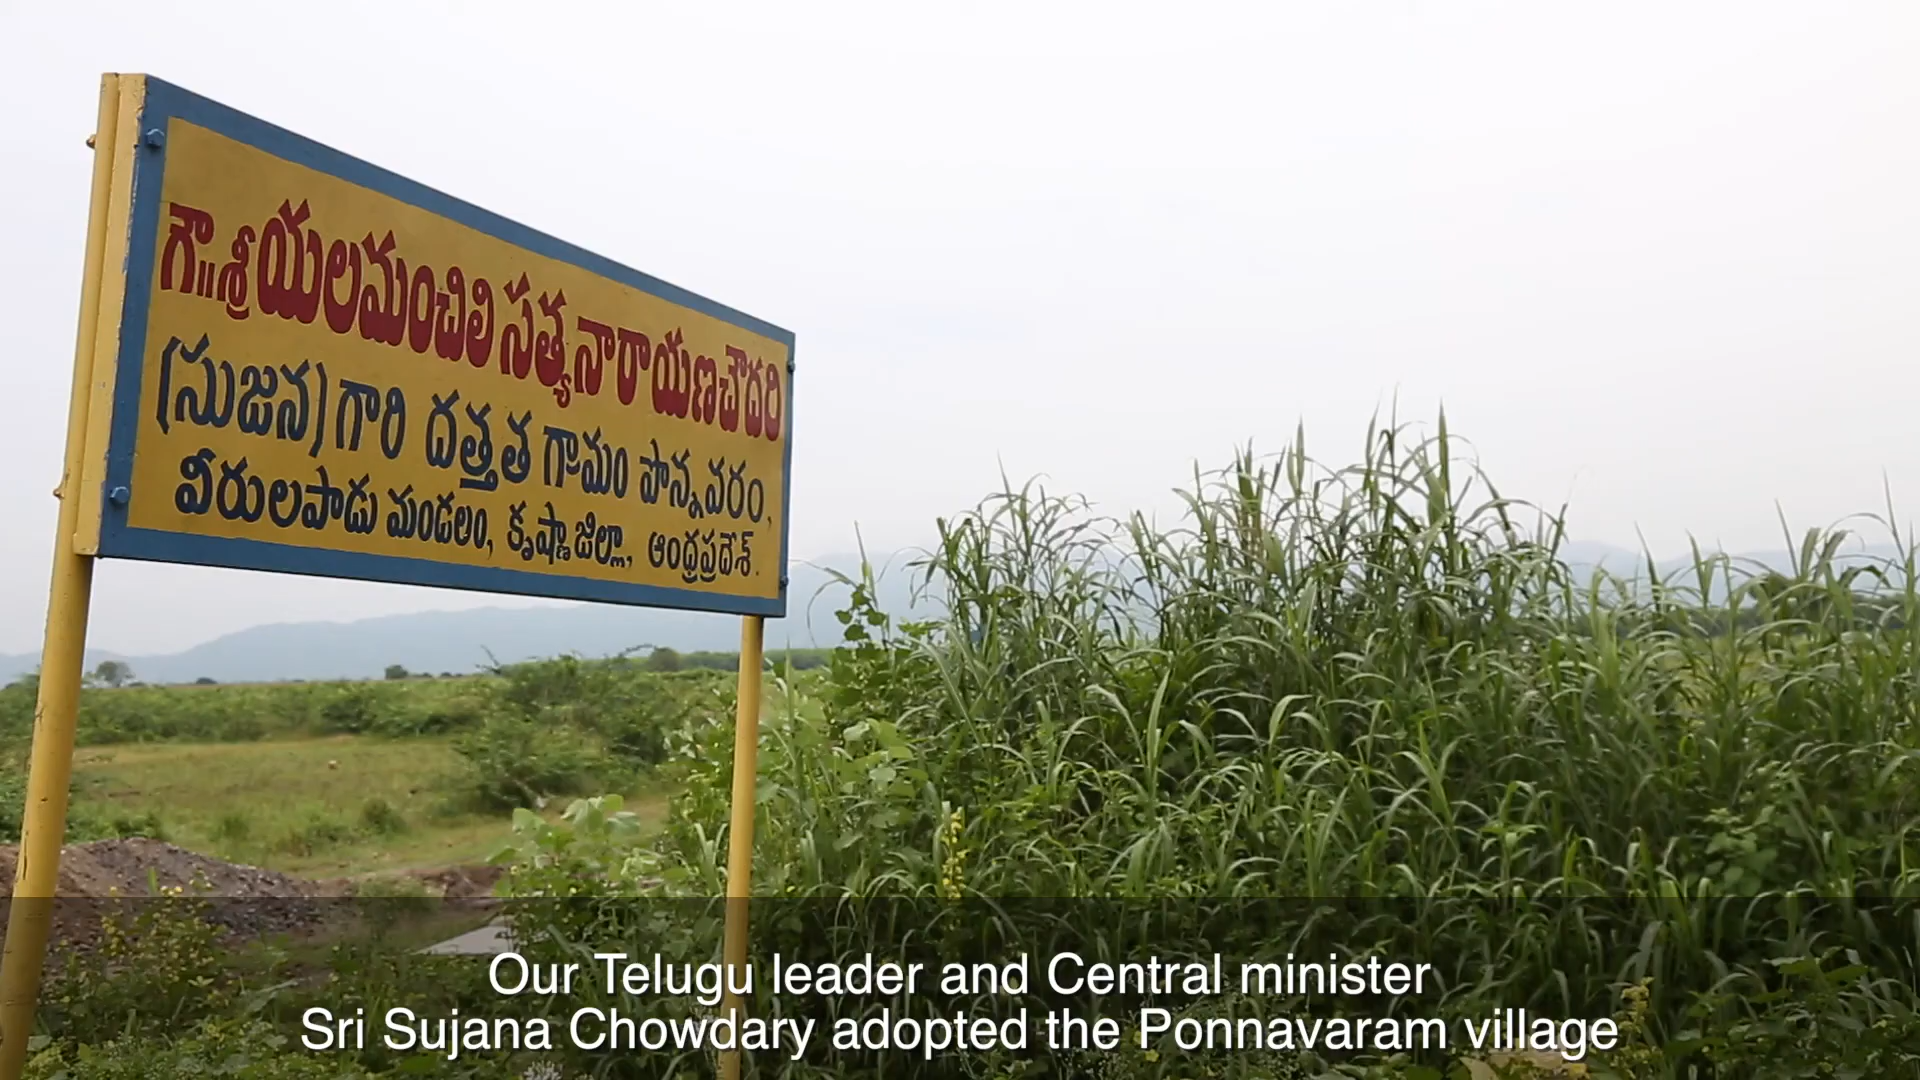 గౌ॥శ్రీ యలమంచిలి సత్యనారాయణచౌదరి
(సుజన) గారి దత్తత గ్రామం పొన్నవరం,
వీరులపాడు మండలం, కృష్ణాజిల్లా, ఆంధ్రప్రదేశ్.
Our Telugu leader and Central minister
Sri Sujana Chowdary adopted the Ponnavaram village